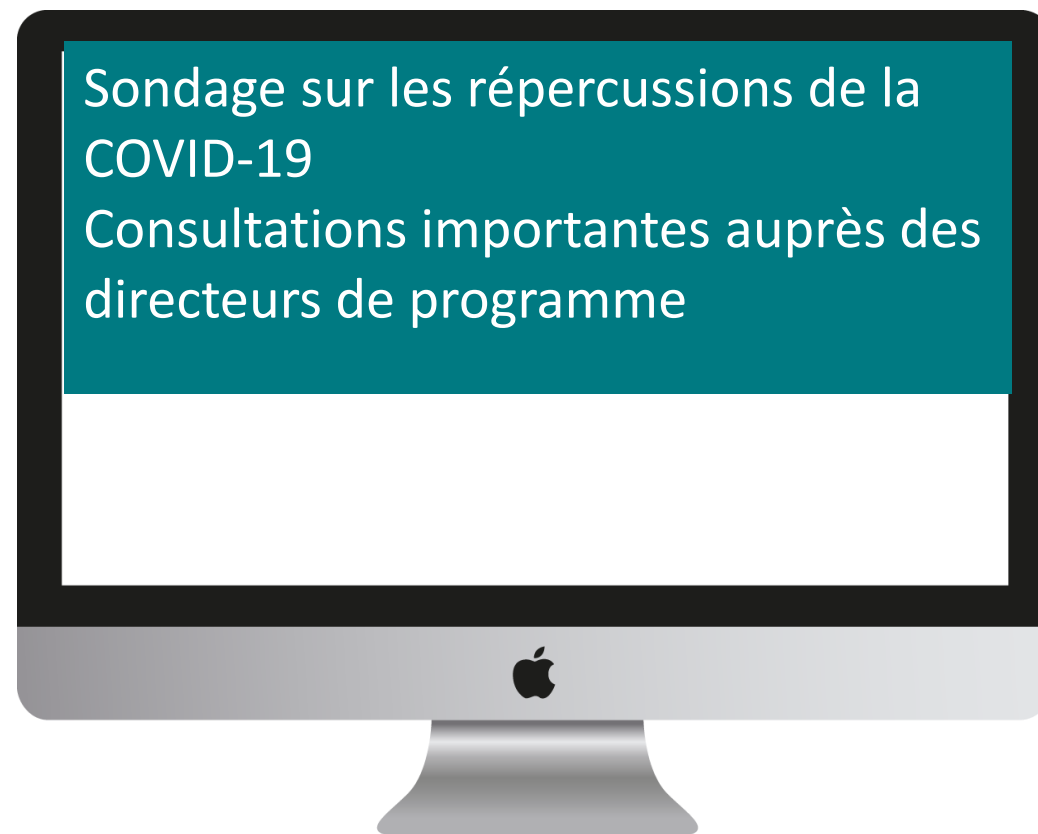 Sondage sur les répercussions de la
COVID-19
Consultations importantes auprès des
directeurs de programme